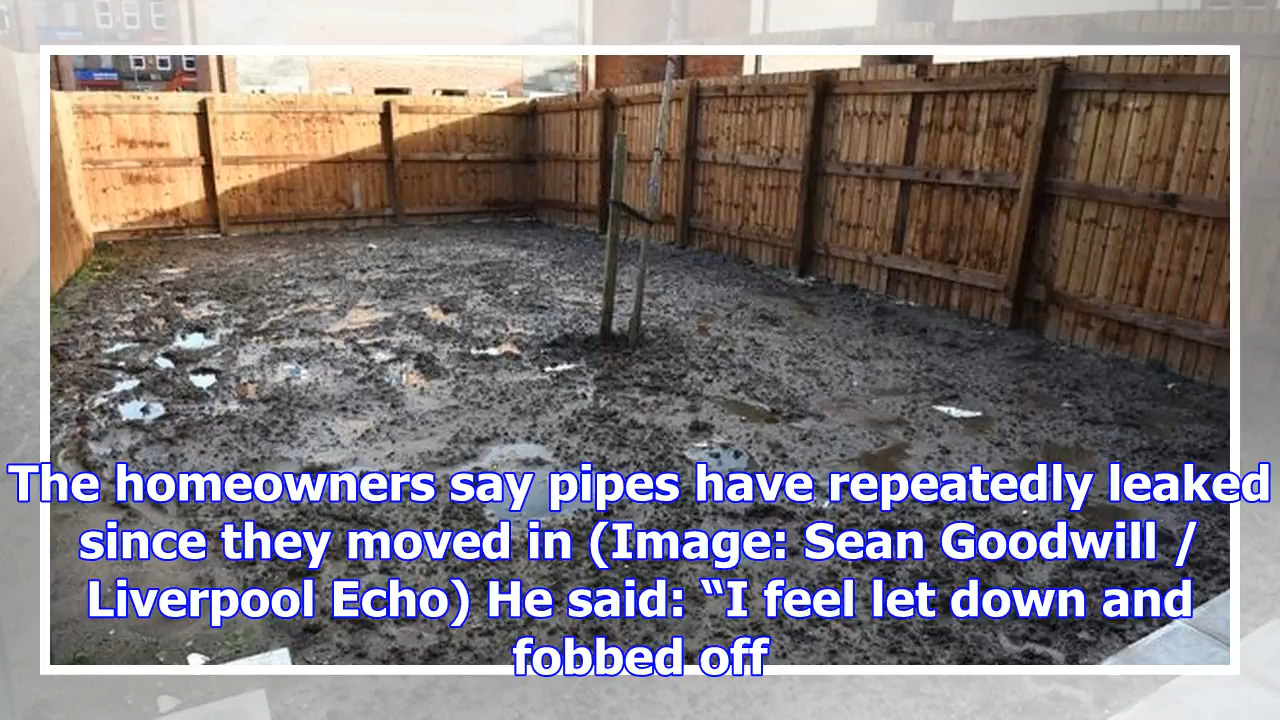 The homeowners say pipes have repeatedly leaked
since they moved in (Image: Sean Goodwill /
Liverpool Echo) He said: “I feel let down and
fobbed off